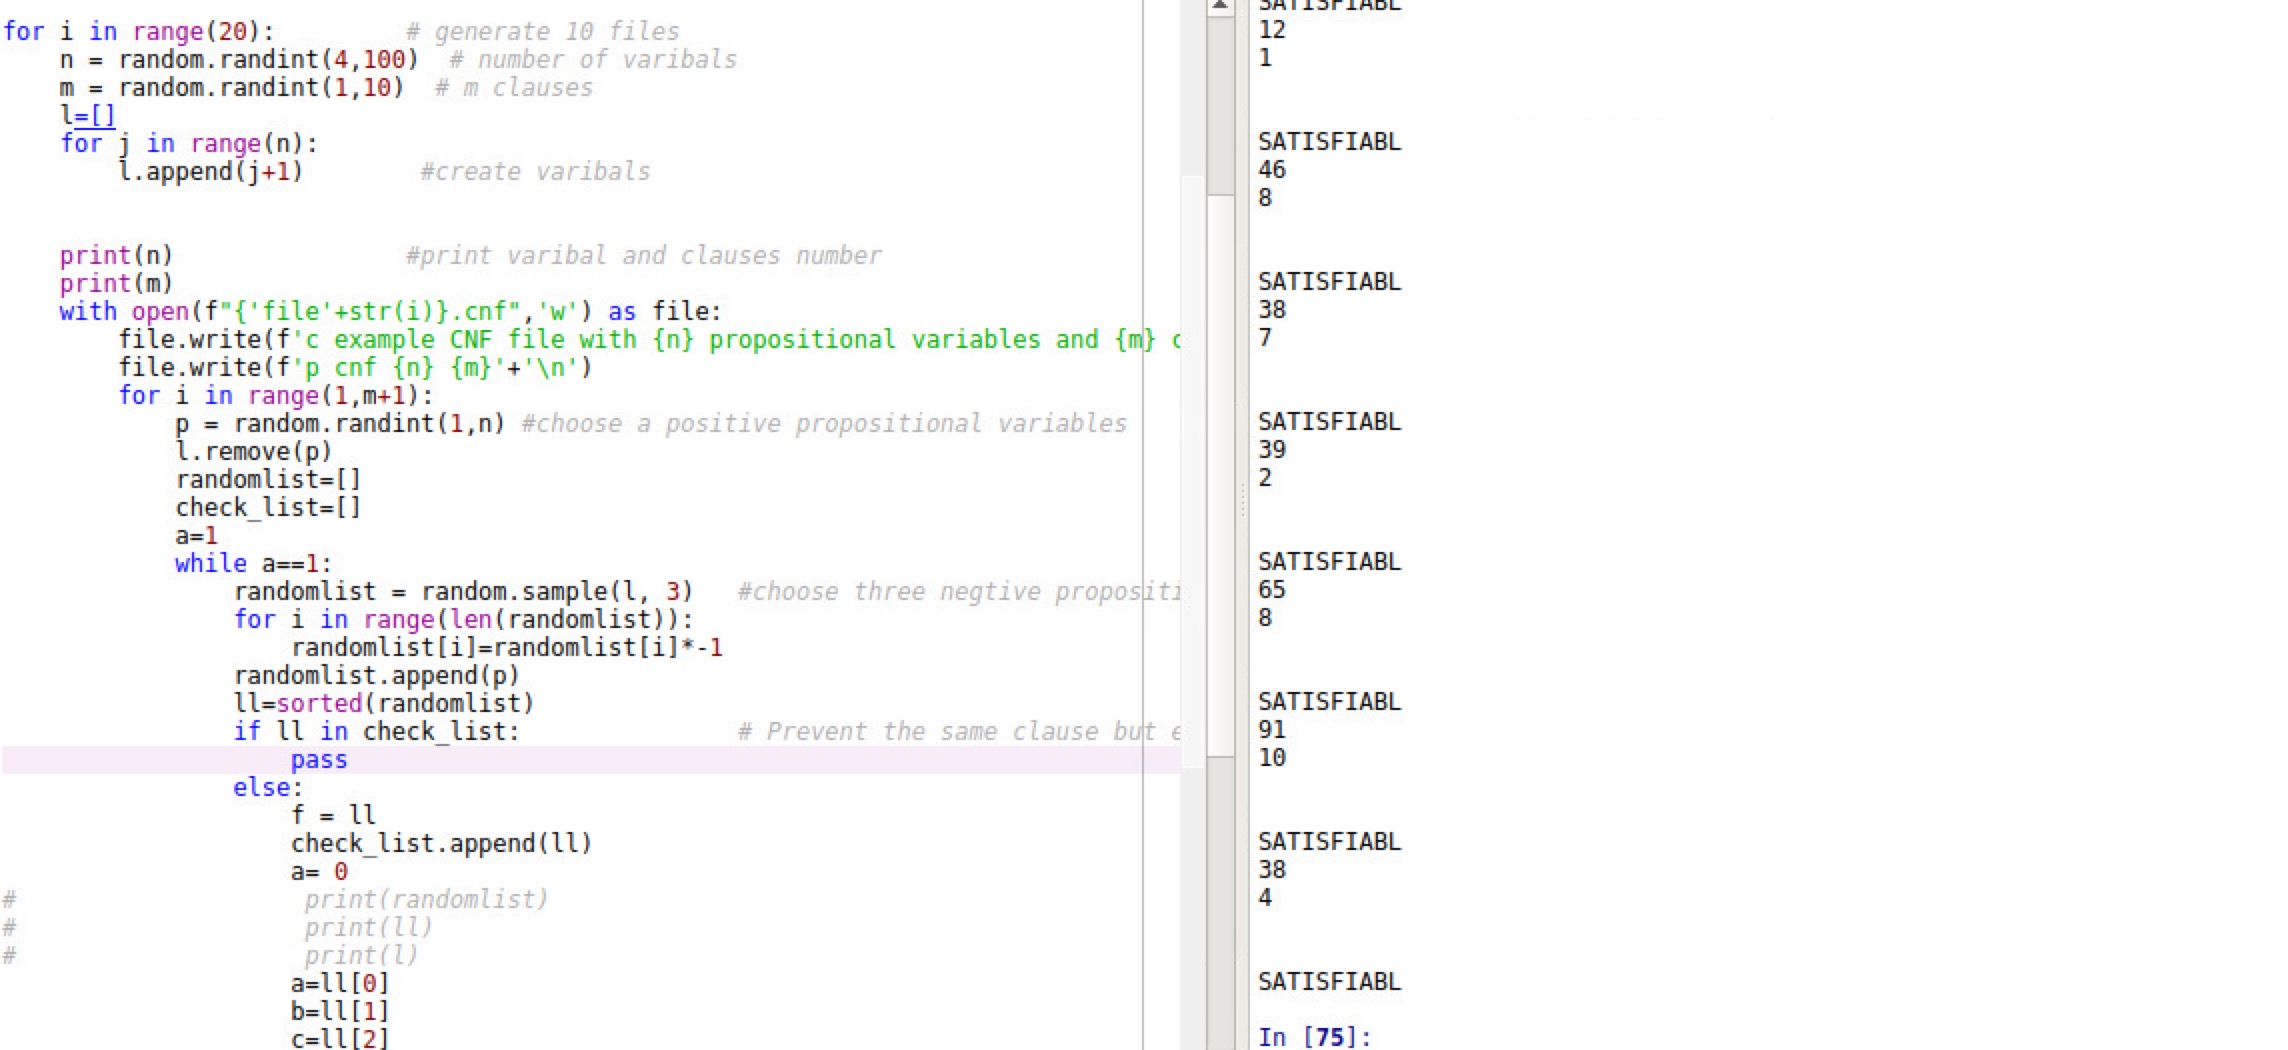 for i in range(20):         # generate 10 files
    n = random.randint(4,100)  # number of varibals
    m = random.randint(1,10)  # m clauses
    l=[]
    for j in range(n):
        l.append(j+1)        #create varibals
    print(n)                #print varibal and clauses number
    print(m)
    with open(f"{'file'+str(i)}.cnf",'w') as file:
        file.write(f'c example CNF file with {n} propositional variables and {m}
        file.write(f'p cnf {n} {m}'+'\n')
        for i in range(1,m+1):
            p = random.randint(1,n) #choose a positive propositional variables
            l.remove(p)
            randomlist=[]
            check_list=[]
            a=1
            while a==1:
                randomlist = random.sample(l, 3)   #choose three negtive propositi
                for i in range(len(randomlist)):
                    randomlist[i]=randomlist[i]*-1
                randomlist.append(p)
                ll=sorted(randomlist)
                if ll in check_list:               # Prevent the same clause but
                    pass
                else:
                    f = ll
                    check_list.append(ll)
                    a= 0
#                    print(randomlist)
#                    print(ll)
#                    print(l)
                    a=ll[0]
                    b=ll[1]
                    c=ll[2]
SATISFIABL
12
1
SATISFIABL
46
8
SATISFIABL
38
7
SATISFIABL
39
2
SATISFIABL
65
8
SATISFIABL
91
10
SATISFIABL
38
4
SATISFIABL
In [75]: